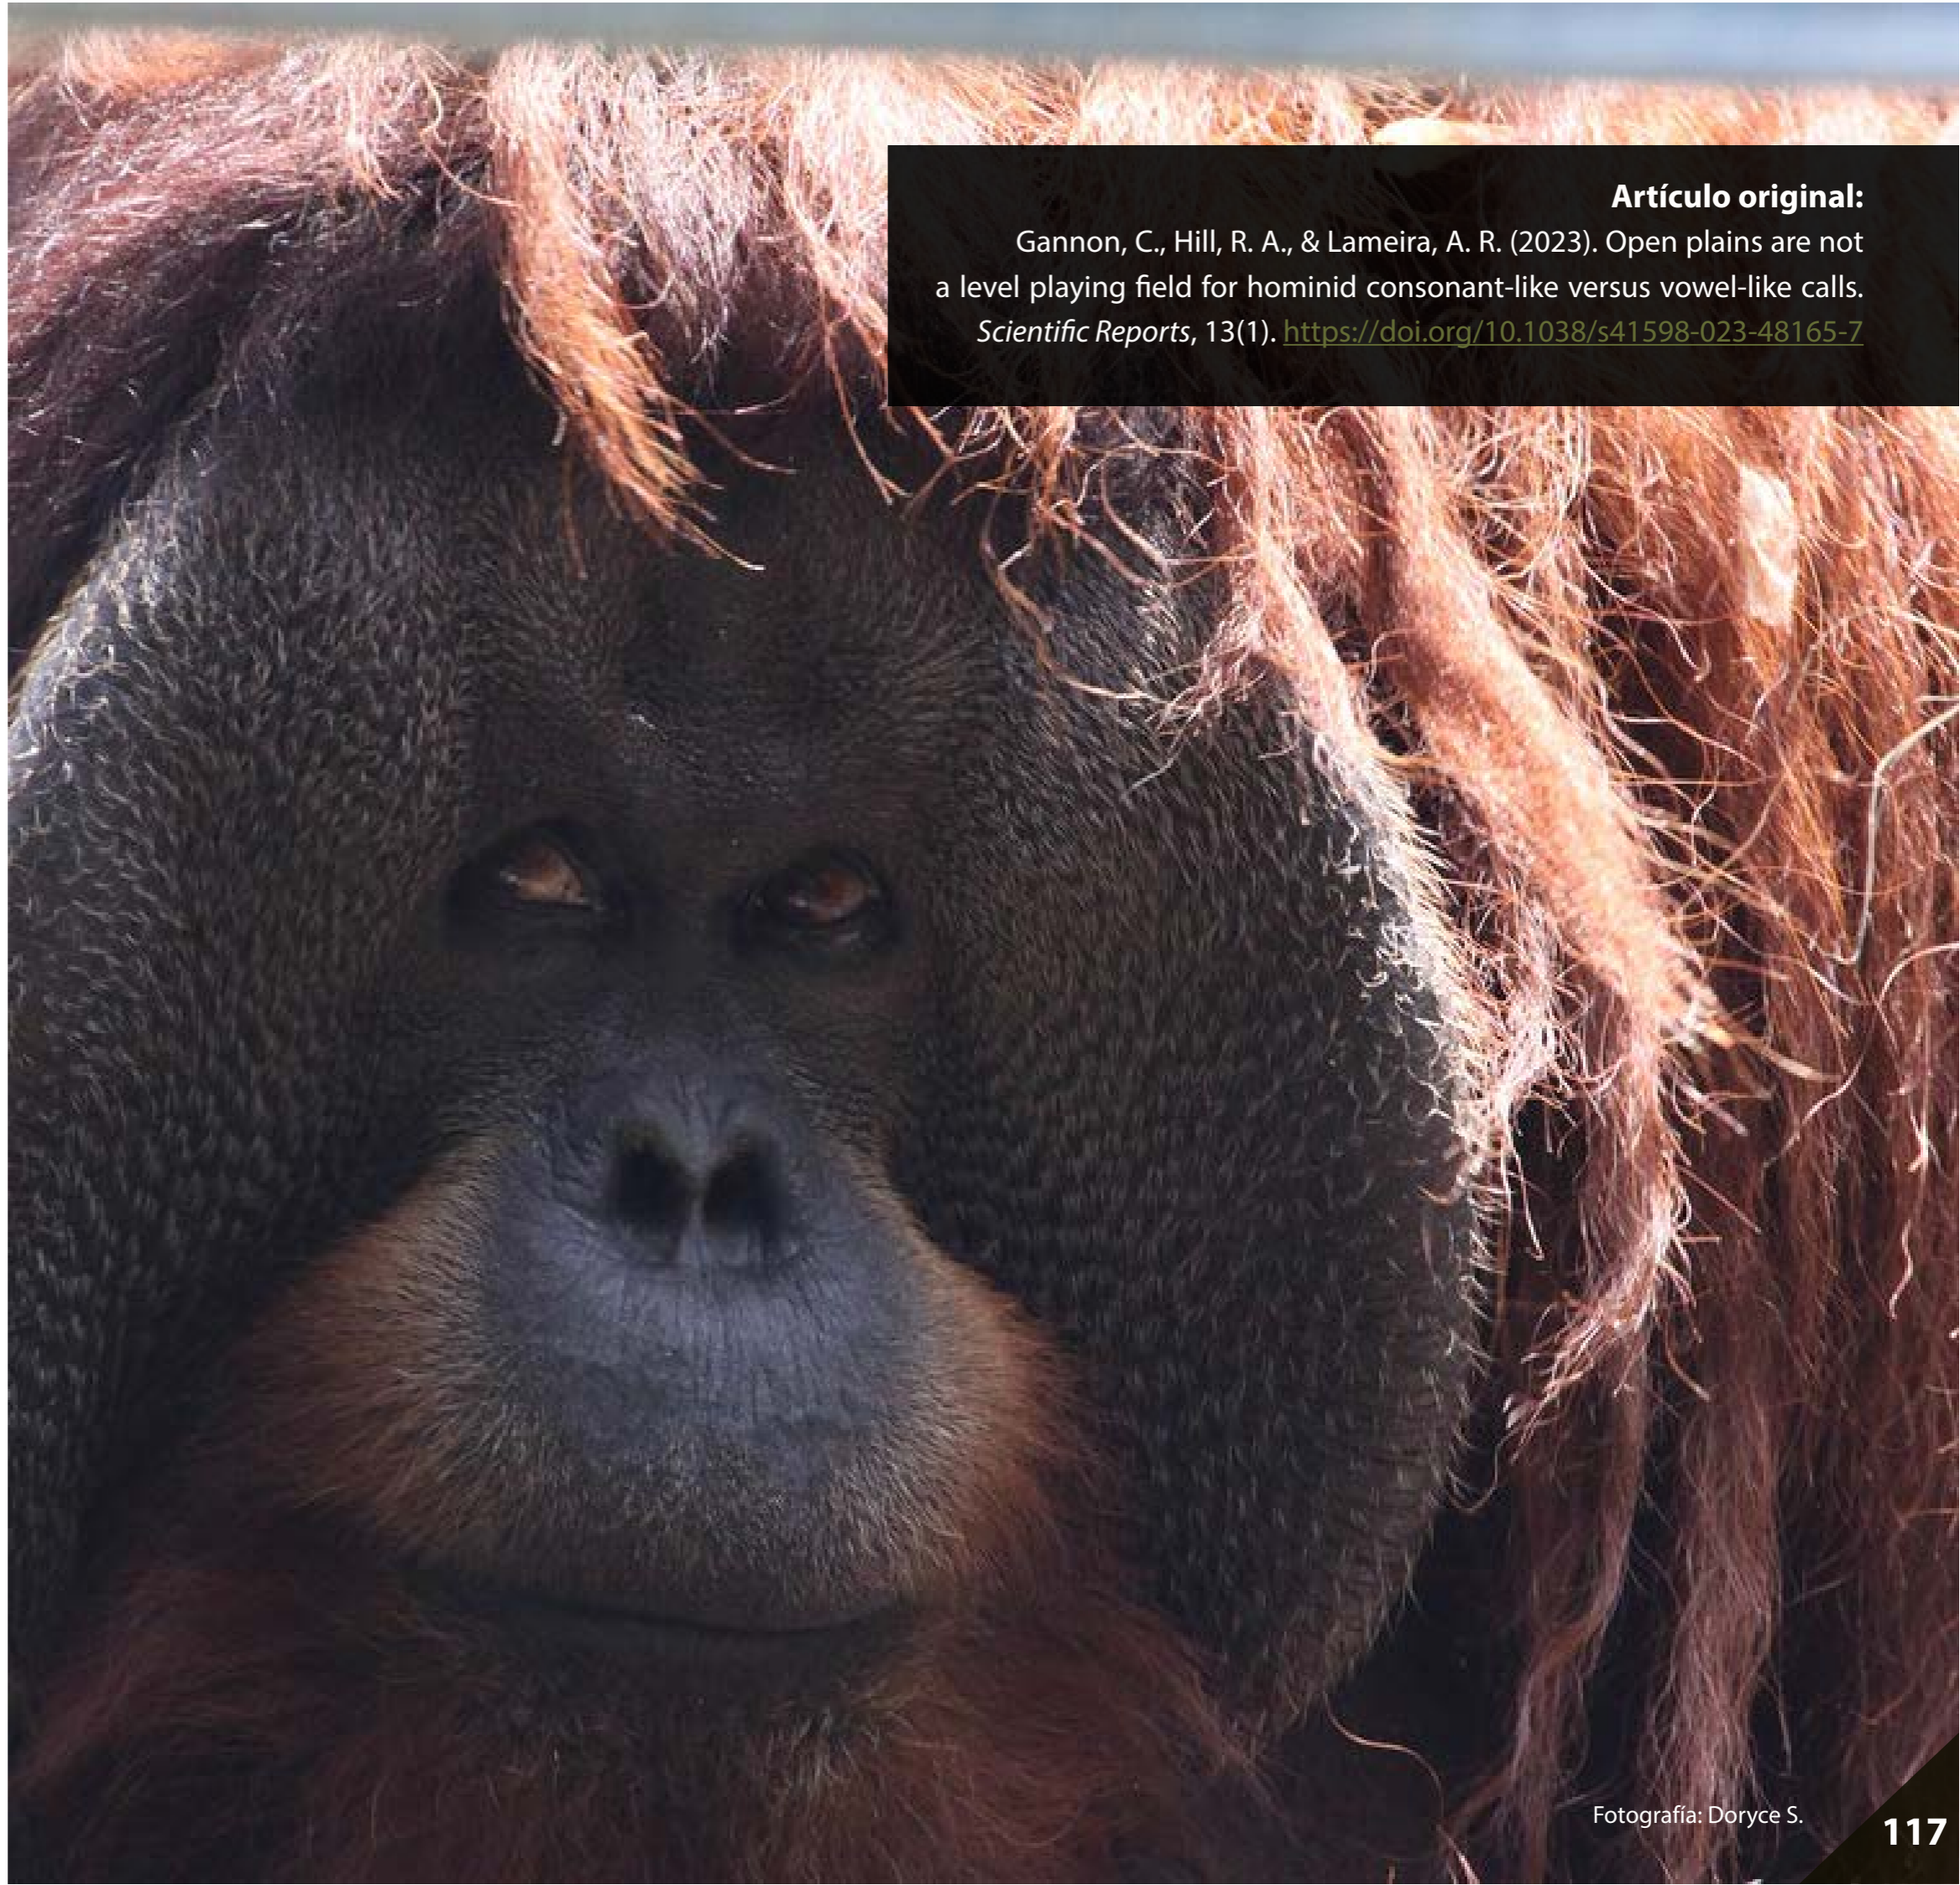 Artículo original:
Gannon, C., Hill, R. A., & Lameira, A. R. (2023). Open plains are not
a level playing field for hominid consonant-like versus vowel-like calls.
Scientific Reports, 13(1). https://doi.org/10.1038/s41598-023-48165-7
Fotografía: Doryce S.
117